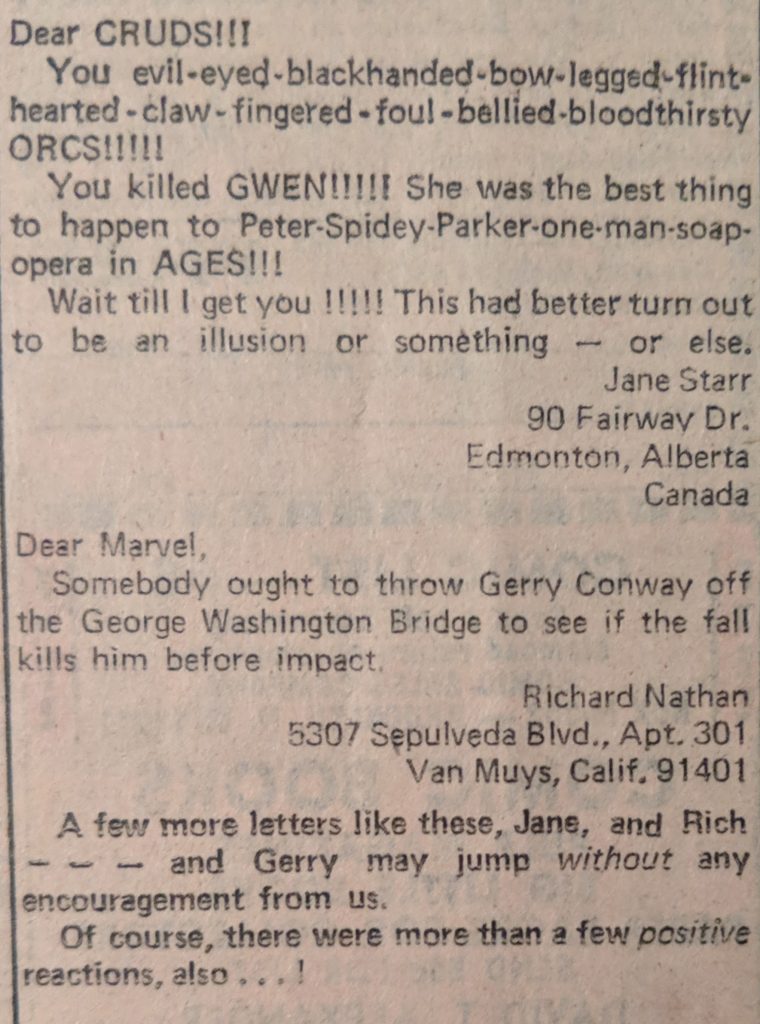 Dear CRUDS!!!
You evil-eyed-blackhanded-bow-legged-flint-
hearted-claw-fingered-foul-bellied-bloodthirsty
ORCS!!!!!
You killed GWEN!!!!! She was the best thing
to happen to Peter-Spidey-Parker-one-man-soap-
opera in AGES!!!
Wait till I get you !!!!! This had better turn out
to be an illusion or something — or else.
Jane Starr
90 Fairway Dr.
Edmonton, Alberta
Canada
Dear Marvel,
Somebody ought to throw Gerry Conway off
the George Washington Bridge to see if the fall
kills him before impact.
Richard Nathan
5307 Sepulveda Blvd., Apt. 301
Van Muys, Calif. 91401
A few more letters like these, Jane, and Rich
— — — and Gerry may jump without any
encouragement from us.
Of course, there were more than a few positive
reactions, also . . . !